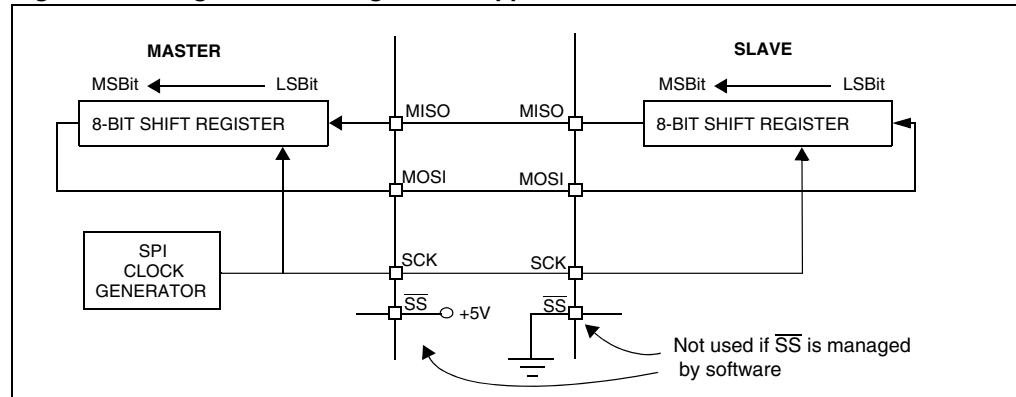 MASTER
SLAVE
MSBit LSBit
MSBit LSBit
8-BIT SHIFT REGISTER
MISO
MISO
8-BIT SHIFT REGISTER
MOSI
MOSI
SPI
CLOCK
GENERATOR
SCK
SCK
SS
+5V
SS
Not used if SS is managed
by software